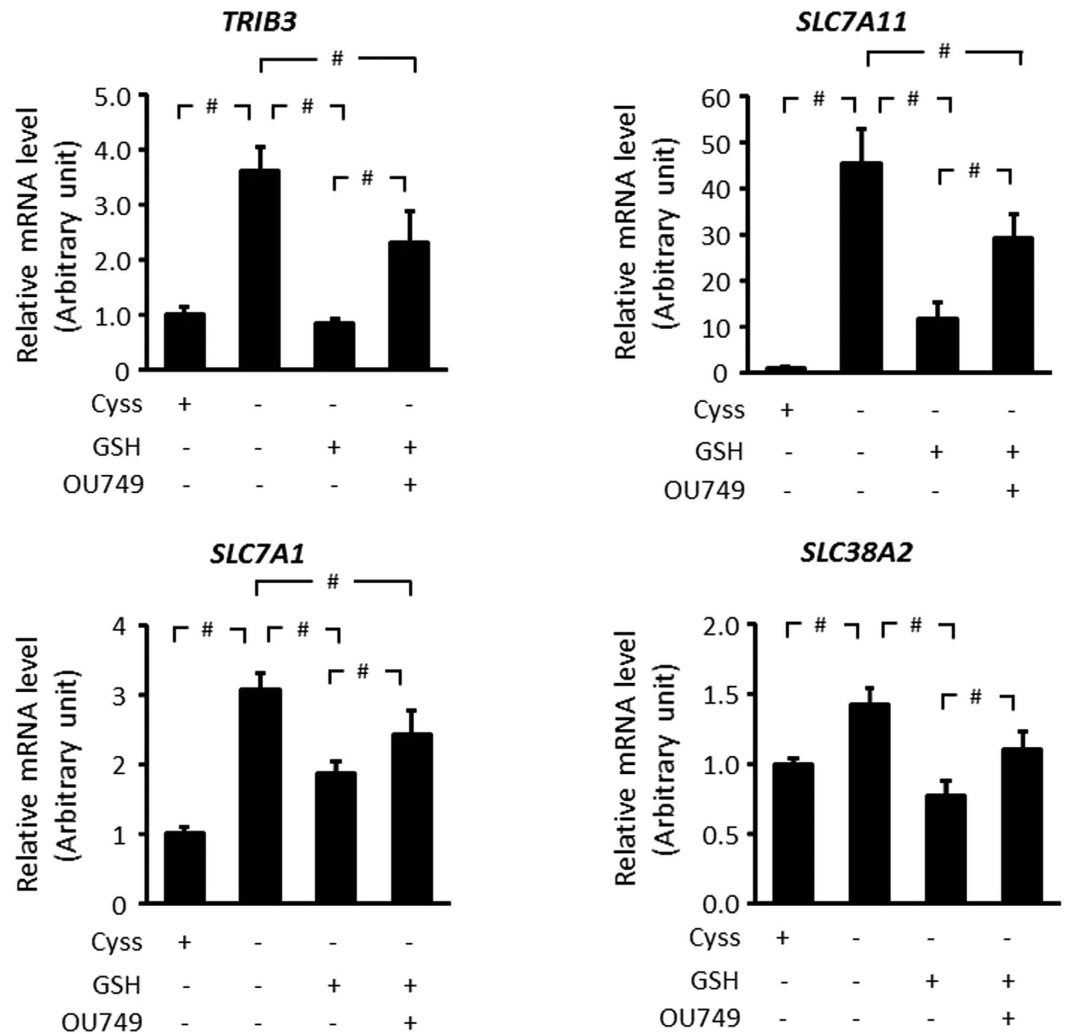 TRIB3
#
# #
#
Relative mRNA level
(Arbitrary unit)
5.0
4.0
3.0
2.0
1.0
0
Cyss + - - -
GSH - - + +
OU749 - - - +
SLC7A11
#
# #
#
Relative mRNA level
(Arbitrary unit)
60
50
40
30
20
10
0
Cyss + - - -
GSH - - + +
OU749 - - - +
SLC7A1
#
# #
#
Relative mRNA level
(Arbitrary unit)
4
3
2
1
0
Cyss + - - -
GSH - - + +
OU749 - - - +
SLC38A2
# #
#
Relative mRNA level
(Arbitrary unit)
2.0
1.5
1.0
0.5
0.0
Cyss + - - -
GSH - - + +
OU749 - - - +